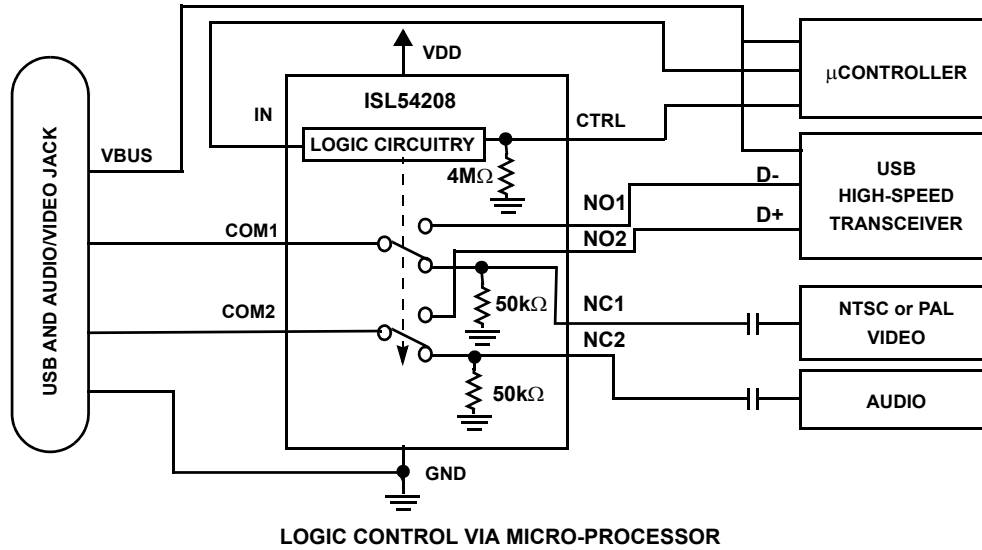 VDD
ISL54208
IN
LOGIC CIRCUITRY
CTRL
4MΩ
μCONTROLLER
USB AND AUDIO/VIDEO JACK
VBUS
COM1
COM2
NO1
NO2
D-
D+
USB
HIGH-SPEED
TRANSCEIVER
50kΩ
NC1
NC2
NTSC or PAL
VIDEO
50kΩ
AUDIO
GND
LOGIC CONTROL VIA MICRO-PROCESSOR